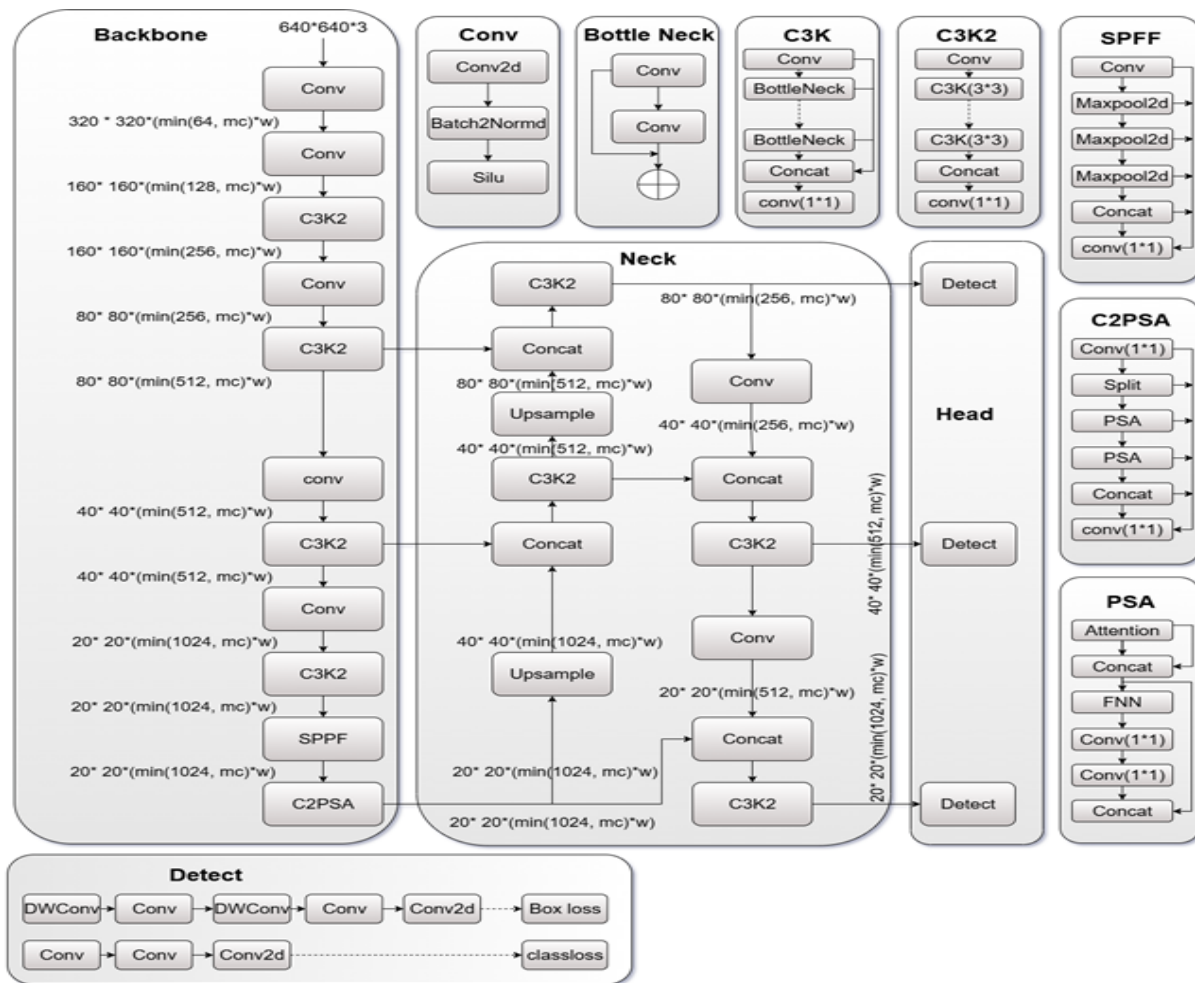 Backbone
640*640*3
Conv
320 * 320*(min(64, mc)*w)
Conv
160* 160*(min(128, mc)*w)
C3K2
160* 160*(min(256, mc)*w)
Conv
80* 80*(min(256, mc)*w)
C3K2
80* 80*(min(512, mc)*w)
conv
40* 40*(min(512, mc)*w)
C3K2
40* 40*(min(512, mc)*w)
Conv
20* 20*(min(1024, mc)*w)
C3K2
20* 20*(min(1024, mc)*w)
SPPF
20* 20*(min(1024, mc)*w)
C2PSA
Conv
Conv2d
Batch2Normd
Silu
Bottle Neck
Conv
Conv
C3K
Conv
BottleNeck
BottleNeck
Concat
conv(1*1)
C3K2
Conv
C3K(3*3)
C3K(3*3)
Concat
conv(1*1)
SPFF
Conv
Maxpool2d
Maxpool2d
Maxpool2d
Concat
conv(1*1)
Neck
C3K2
Concat
80* 80*(min(512, mc)*w)
Upsample
40* 40*(min(512, mc)*w)
C3K2
Concat
40* 40*(min(1024, mc)*w)
Upsample
20* 20*(min(1024, mc)*w)
20* 20*(min(1024, mc)*w)
80* 80*(min(256, mc)*w)
Conv
40* 40*(min(256, mc)*w)
Concat
C3K2
Conv
20* 20*(min(512, mc)*w)
Concat
C3K2
40* 40*(min(512, mc)*w)
20* 20*(min(1024, mc)*w)
Head
Detect
Detect
Detect
C2PSA
Conv(1*1)
Split
PSA
PSA
Concat
conv(1*1)
PSA
Attention
Concat
FNN
Conv(1*1)
Conv(1*1)
Concat
Detect
DWConv Conv DWConv Conv Conv2d Box loss
Conv Conv Conv2d classloss